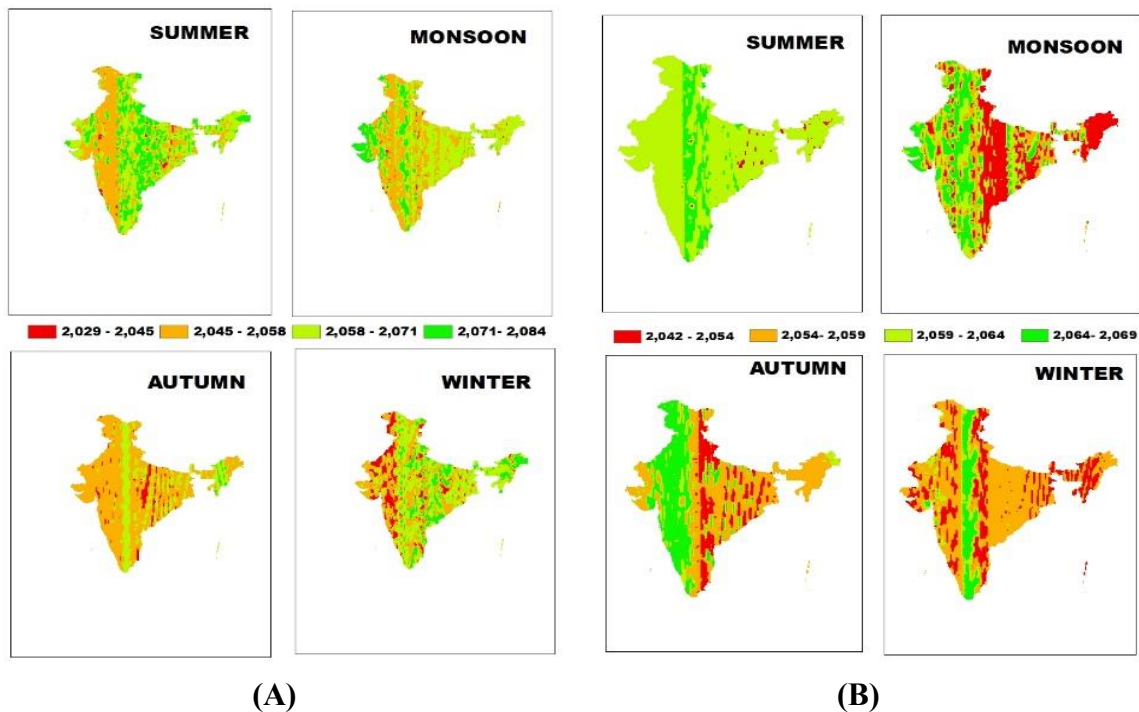 SUMMER
MONSOON
2,029 - 2,045
2,045 - 2,058
2,058 - 2,071
2,071- 2,084
AUTUMN
WINTER
(A)
SUMMER
MONSOON
2,042 - 2,054
2,054- 2,059
2,059 - 2,064
2,064- 2,069
AUTUMN
WINTER
(B)